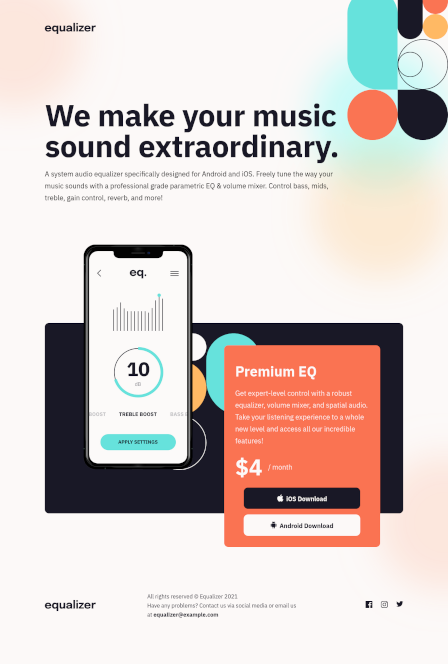 equalizer
We make your music
sound extraordinary.
A system audio equalizer specifically designed for Android and iOS. Freely tune the way your
music sounds with a professional grade parametric EQ & volume mixer. Control bass, mids,
treble, gain control, reverb, and more!
eq.
10
dB
BOOST TREBLE BOOST BASS B
APPLY SETTINGS
Premium EQ
Get expert-level control with a robust
equalizer, volume mixer, and spatial audio.
Take your listening experience to a whole
new level and access all our incredible
features!
$4 / month
iOS Download
Android Download
equalizer
All rights reserved © Equalizer 2021
Have any problems? Contact us via social media or email us
at equalizer@example.com